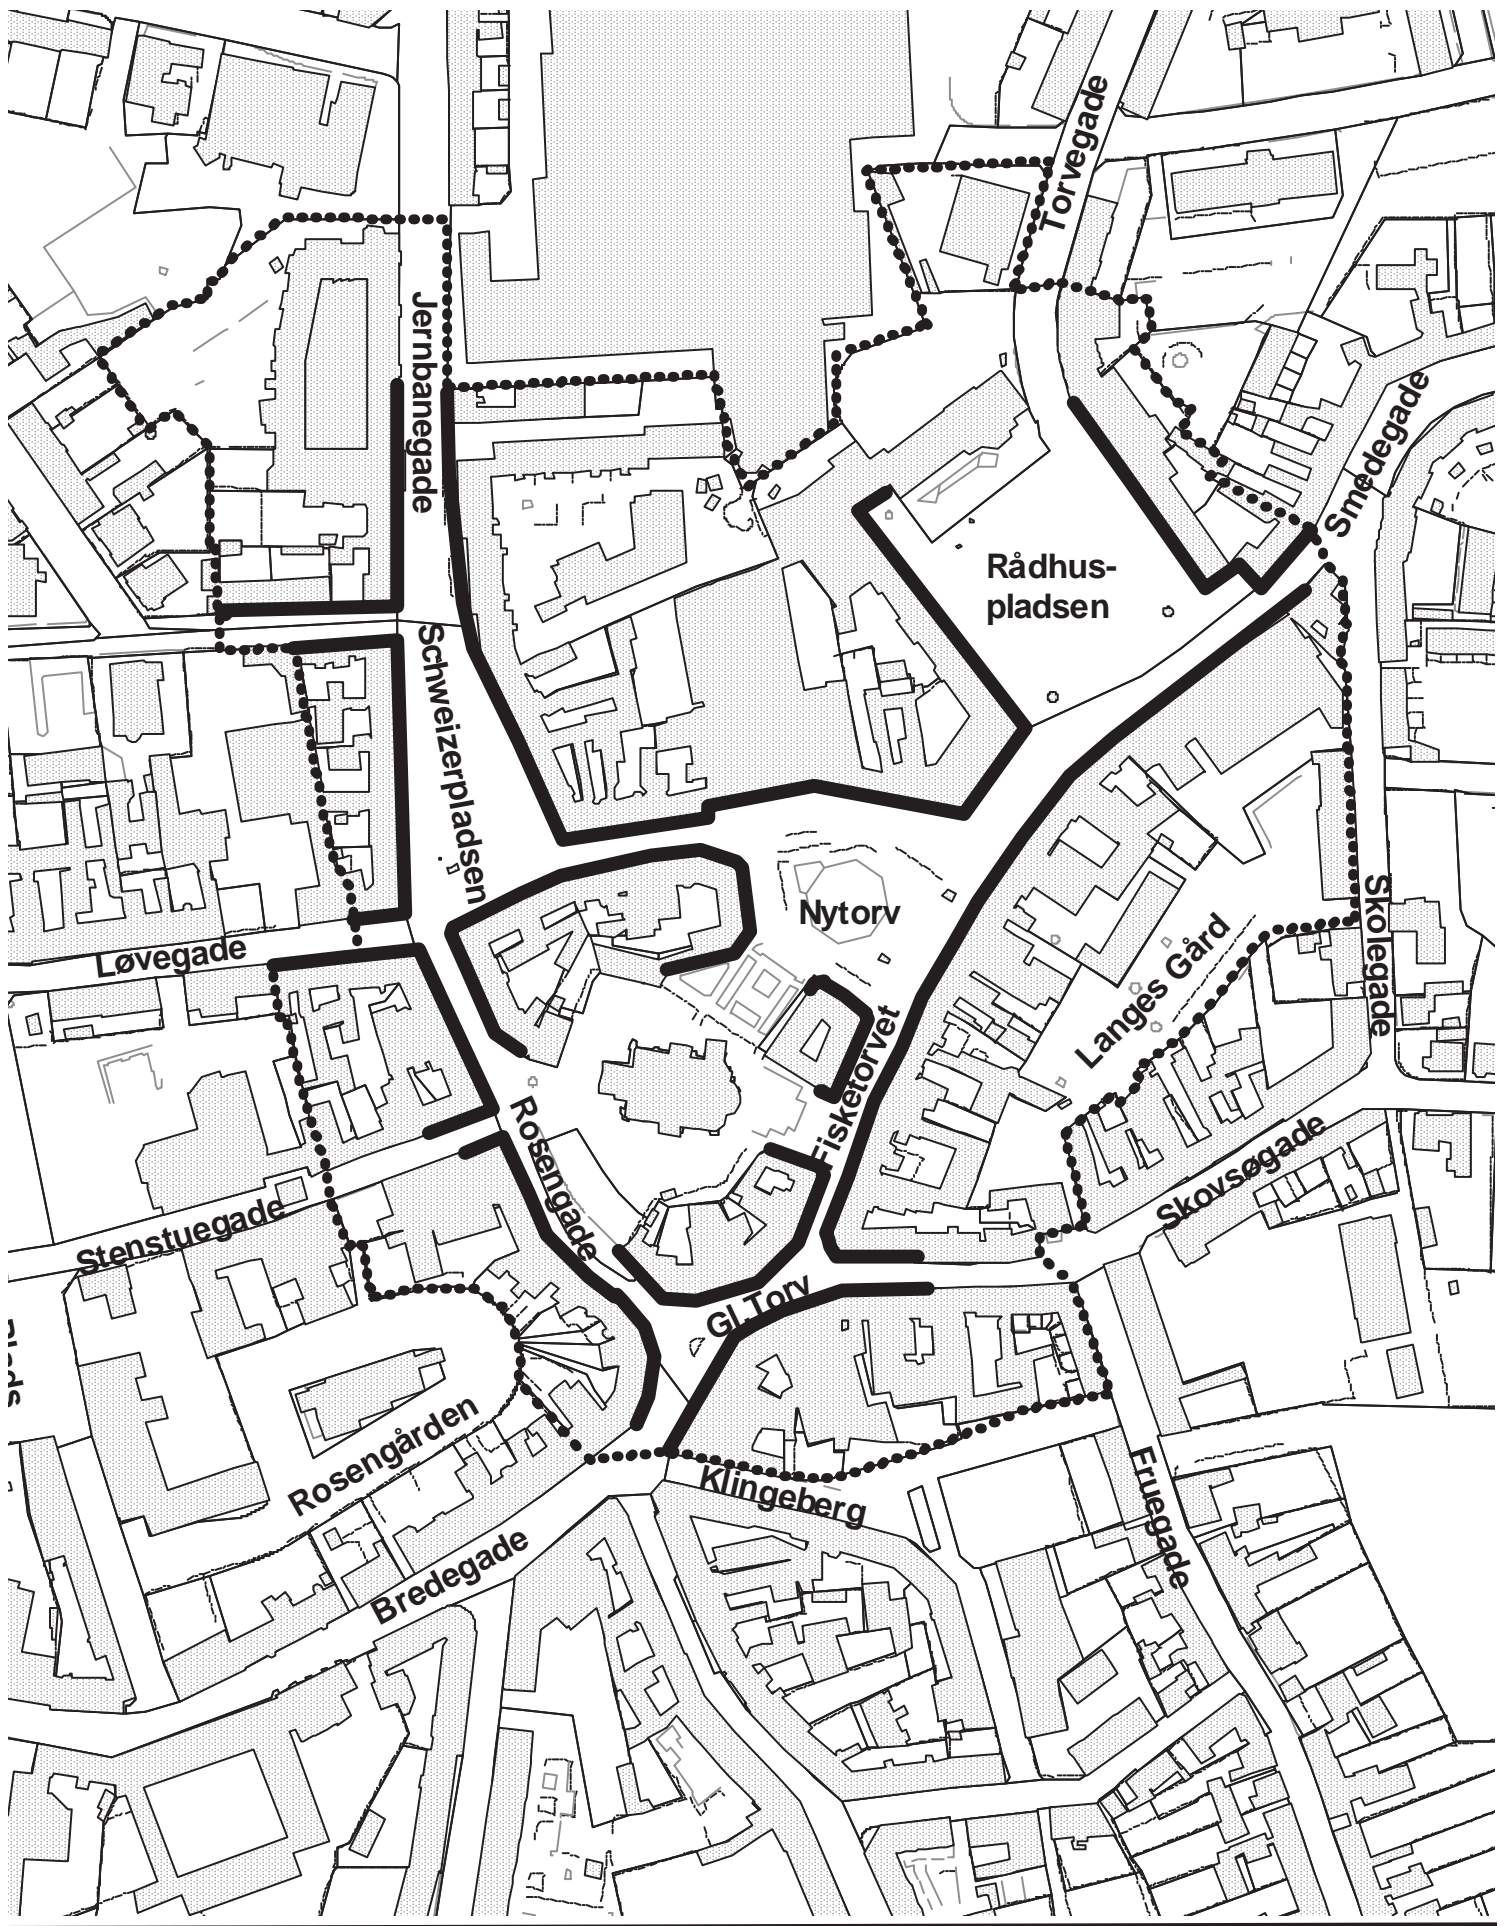 Torvegade
Jernbanegade
Smedegade
Rådhus-
pladsen
Schweizerpladsen
Nytorv
Løvegade
Skolegade
Langes Gård
Fisketorvet
Rosengade
Skovsøgade
Stenstuegade
Gl.Torv
Rosengården
Klingeberg
Fruegade
Bredegade